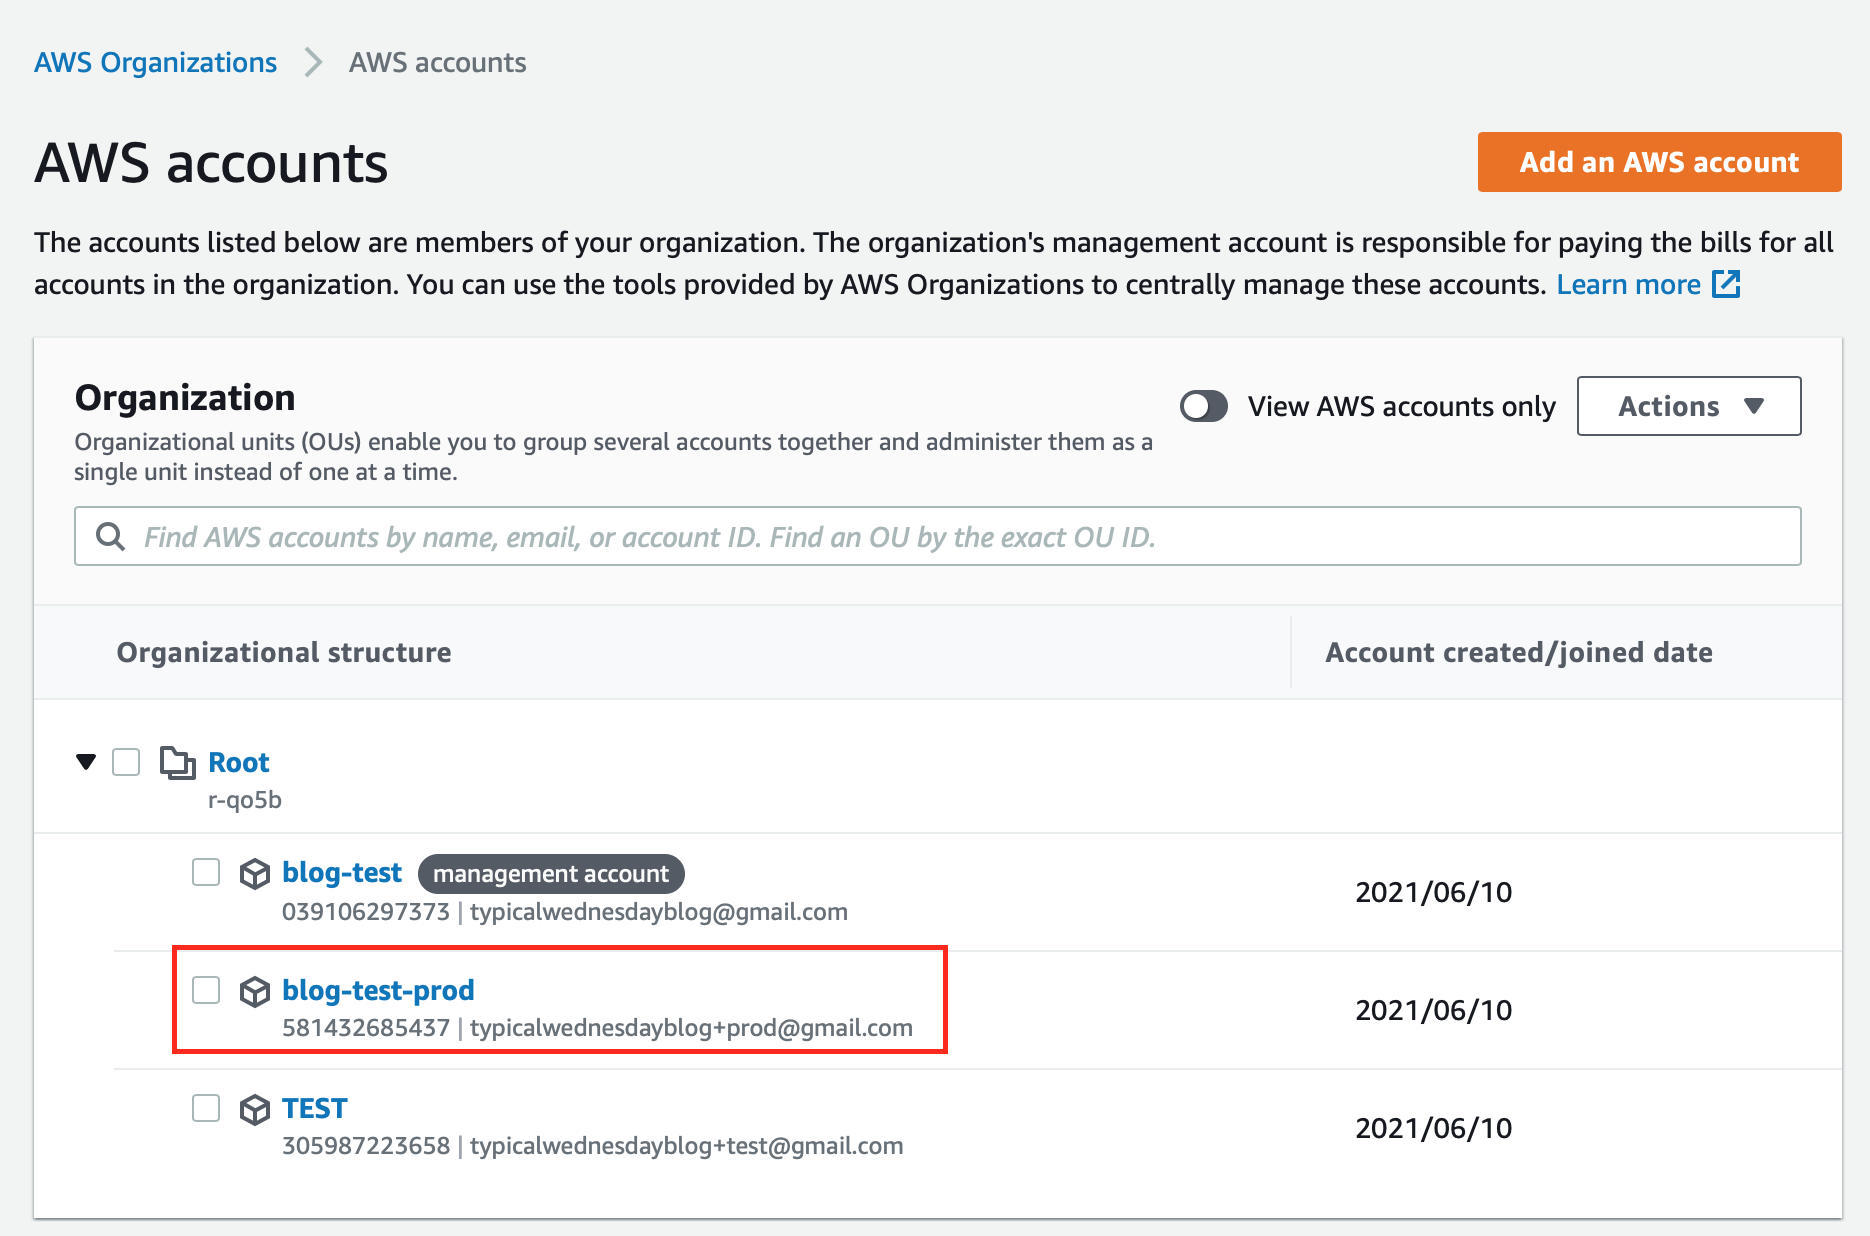 AWS Organizations AWS accounts
AWS accounts
Add an AWS account
The accounts listed below are members of your organization. The organization's management account is responsible for paying the bills for all
accounts in the organization. You can use the tools provided by AWS Organizations to centrally manage these accounts. Learn more
Organization
View AWS accounts only
Actions
Organizational units (OUs) enable you to group several accounts together and administer them as a
single unit instead of one at a time.
Find AWS accounts by name, email, or account ID. Find an OU by the exact OU ID.
Organizational structure
Account created/joined date
Root
r-qo5b
blog-test management account
039106297373 | typicalwednesdayblog@gmail.com
2021/06/10
blog-test-prod
581432685437 | typicalwednesdayblog+prod@gmail.com
2021/06/10
TEST
305987223658 | typicalwednesdayblog+test@gmail.com
2021/06/10